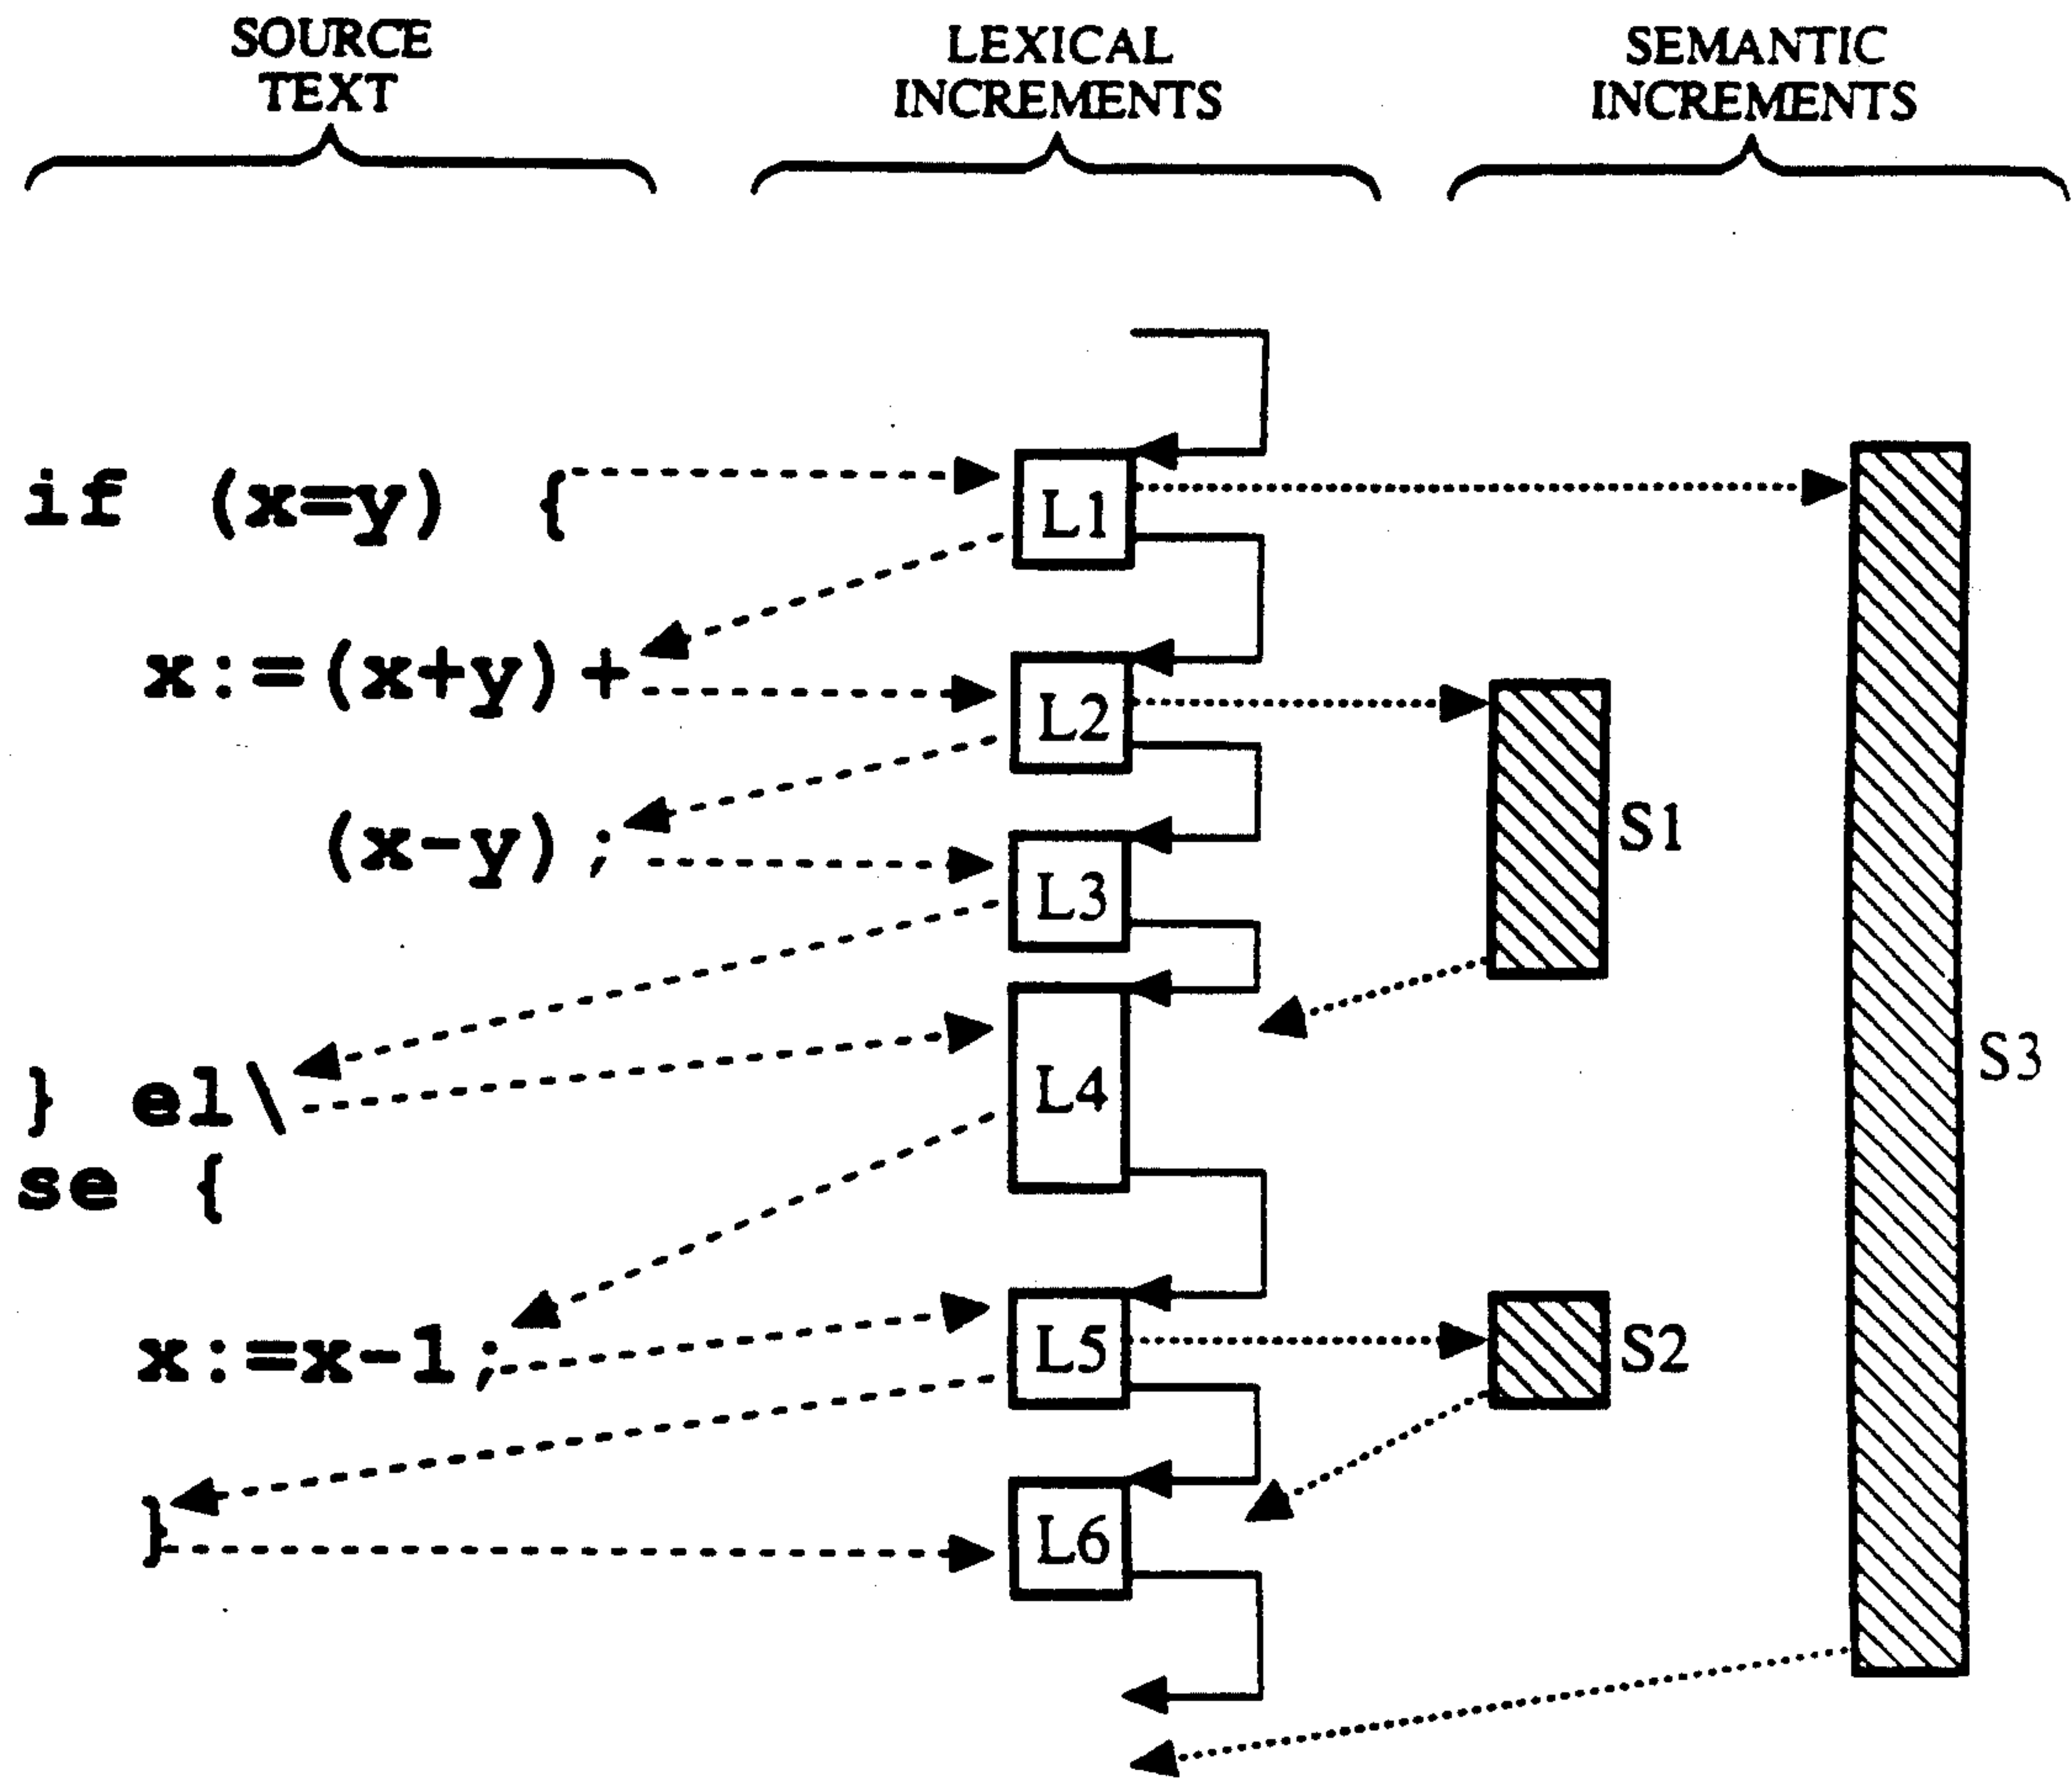 SOURCE
TEXT
LEXICAL
INCREMENTS
SEMANTIC
INCREMENTS
if (x=y) {
L1
x:=(x+y)+
L2
S1
(x-y);
L3
S3
} el\
L4
se {
x:=x-1;
L5
S2
}
L6